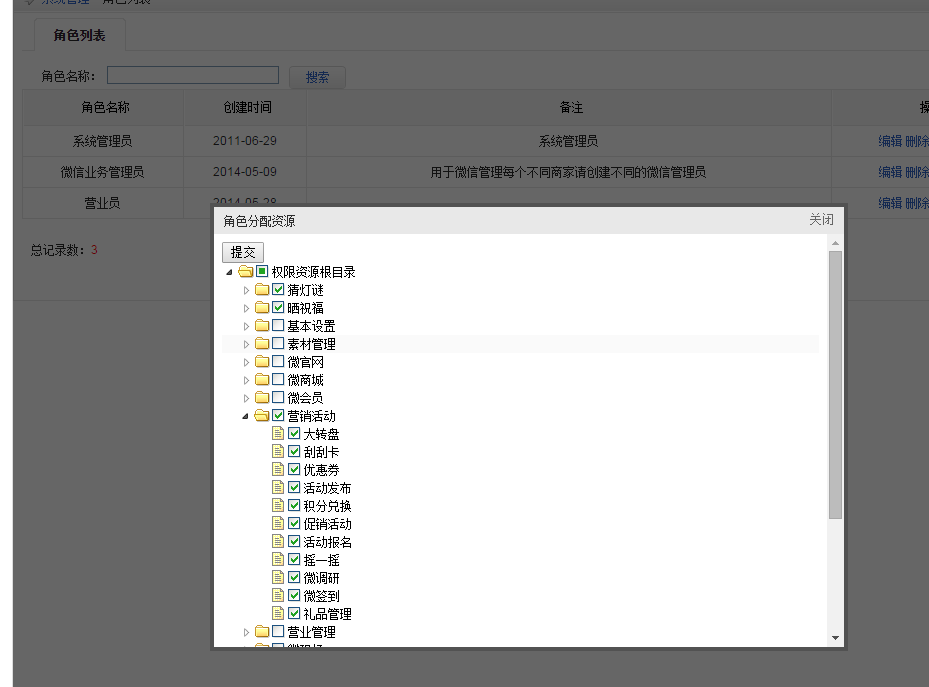 系统管理 角色列表
角色列表
角色名称: 搜索
角色名称 创建时间 备注
系统管理员 2011-06-29 系统管理员 编辑 删除
微信业务管理员 2014-05-09 用于微信管理每个不同商家请创建不同的微信管理员 编辑 删除
营业员 2014-05-28 编辑 删除
总记录数: 3
角色分配资源 关闭
提交
权限资源根目录
猜灯谜
晒祝福
基本设置
素材管理
微官网
微商城
微会员
营销活动
大转盘
刮刮卡
优惠券
活动发布
积分兑换
促销活动
活动报名
摇一摇
微调研
微签到
礼品管理
营业管理